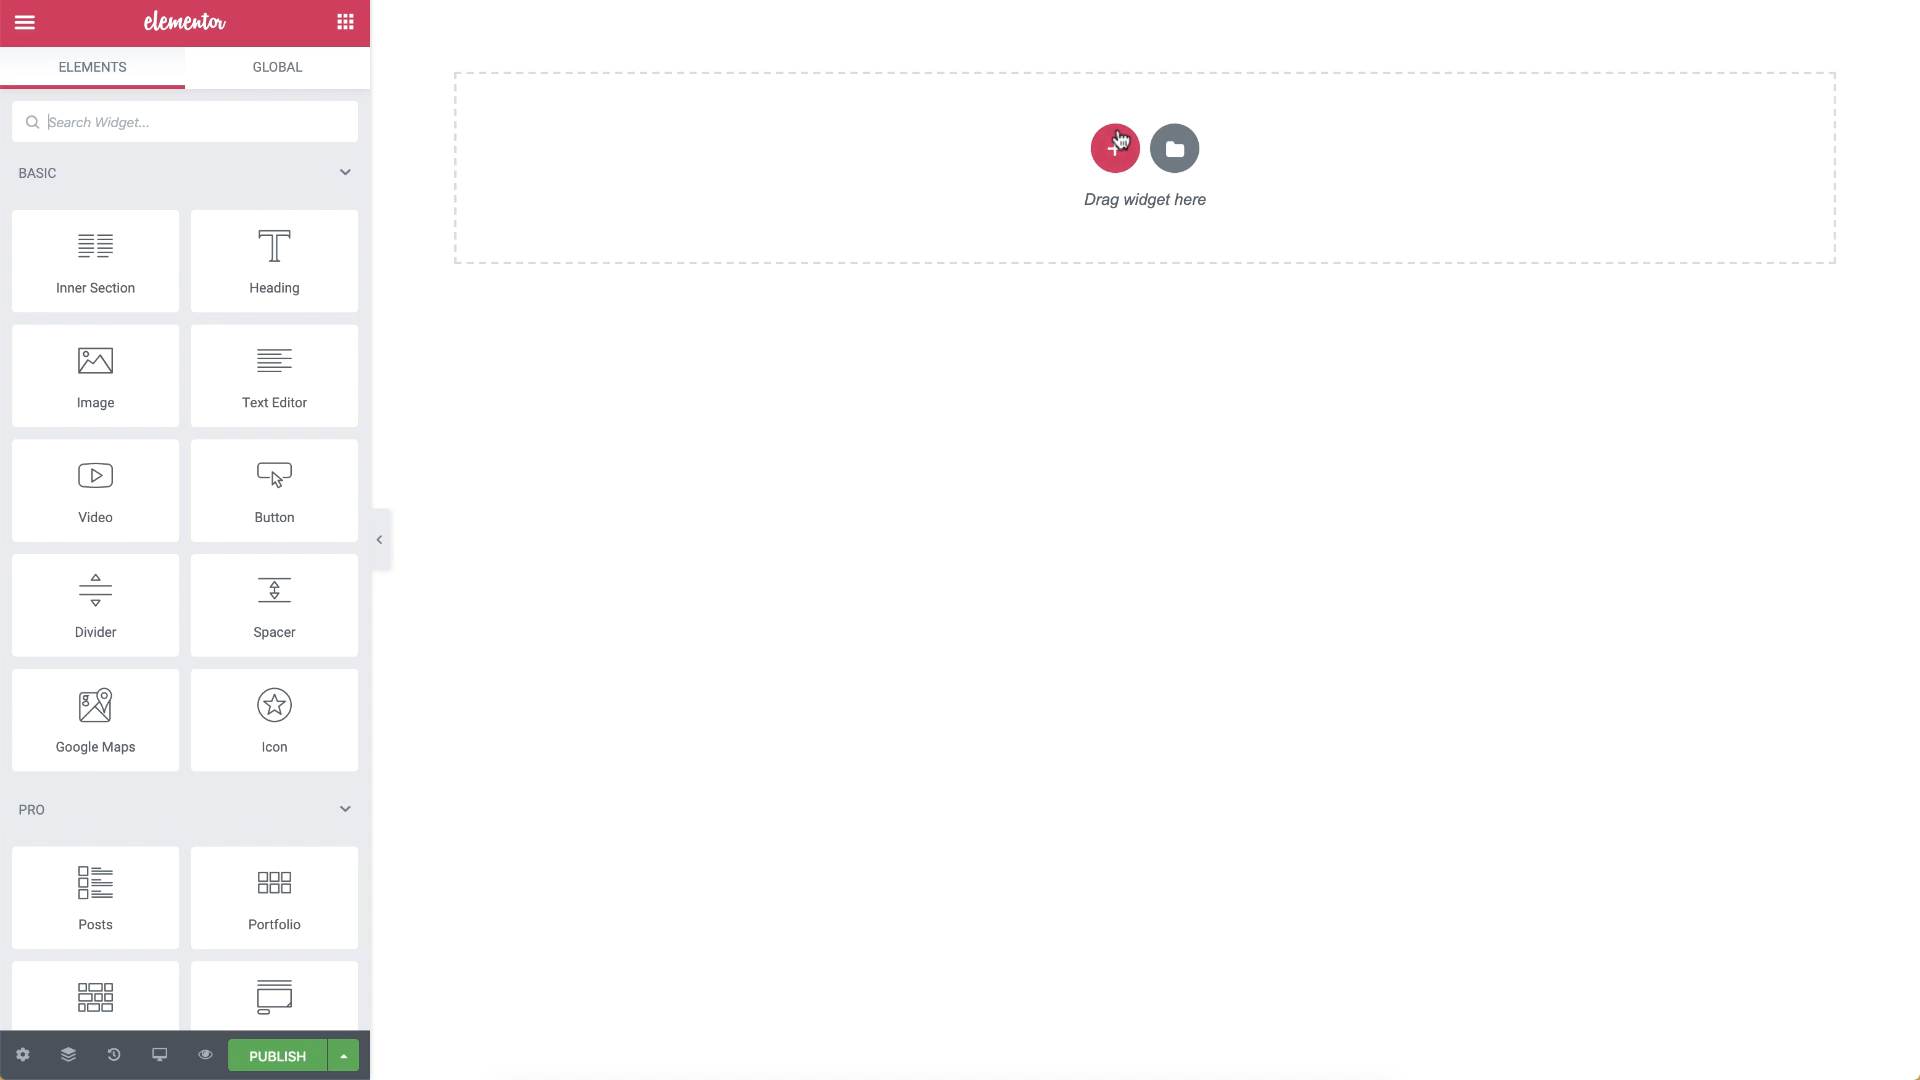 elementor
ELEMENTS
GLOBAL
Search Widget...
BASIC
Inner Section
Heading
Image
Text Editor
Video
Button
Divider
Spacer
Google Maps
Icon
PRO
Posts
Portfolio
PUBLISH
Drag widget here